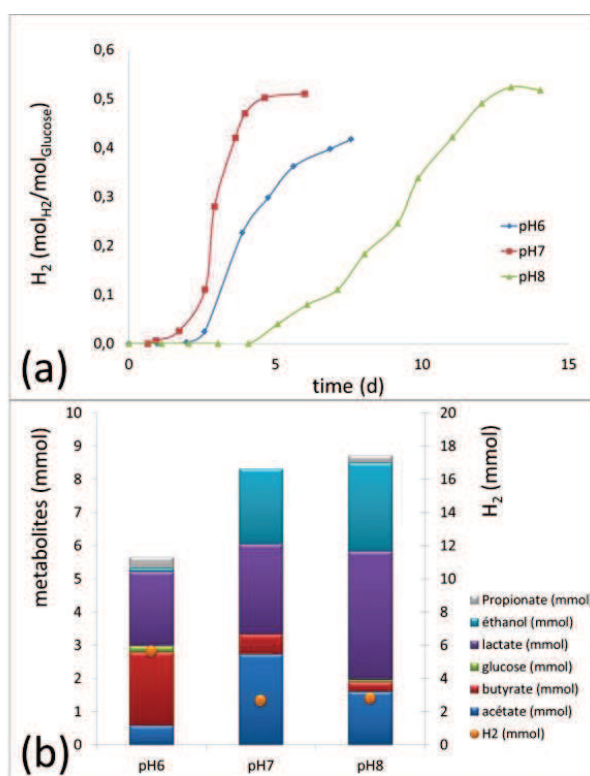 0,6
0,5
0,4
0,3
0,2
0,1
0,0
H2 (molH2/molGlucose)
pH6
pH7
pH8
0
5
10
15
time (d)
(a)
10
9
8
7
6
5
4
3
2
1
0
metabolites (mmol)
20
18
16
14
12
10
8
6
4
2
0
H2 (mmol)
Propionate (mmol)
éthanol (mmol)
lactate (mmol)
glucose (mmol)
butyrate (mmol)
acétate (mmol)
H2 (mmol)
pH6
pH7
pH8
(b)